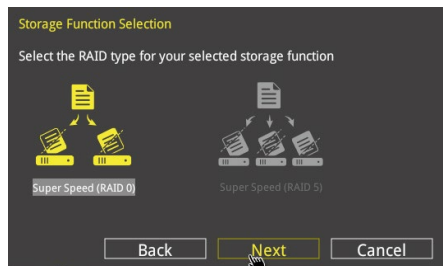 Storage Function Selection
Select the RAID type for your selected storage function
Super Speed (RAID 0)
Super Speed (RAID 5)
Back
Next
Cancel